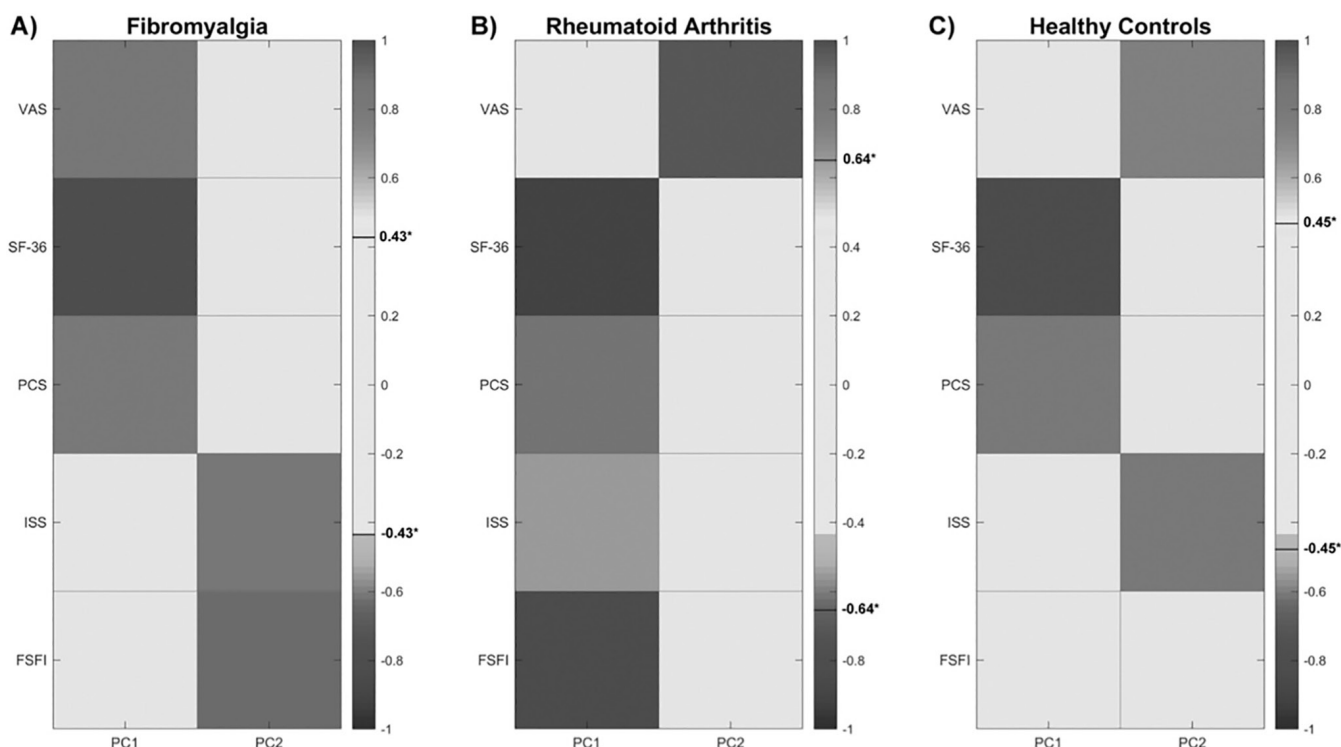 A) Fibromyalgia
VAS
SF-36
PCS
ISS
FSFI
PC1 PC2
1
0.8
0.6
0.43*
0.2
0
-0.2
-0.43*
-0.6
-0.8
-1
B) Rheumatoid Arthritis
VAS
SF-36
PCS
ISS
FSFI
PC1 PC2
1
0.8
0.64*
0.4
0.2
0
-0.2
-0.4
-0.64*
-0.8
-1
C) Healthy Controls
VAS
SF-36
PCS
ISS
FSFI
PC1 PC2
1
0.8
0.6
0.45*
0.2
0
-0.2
-0.45*
-0.6
-0.8
-1